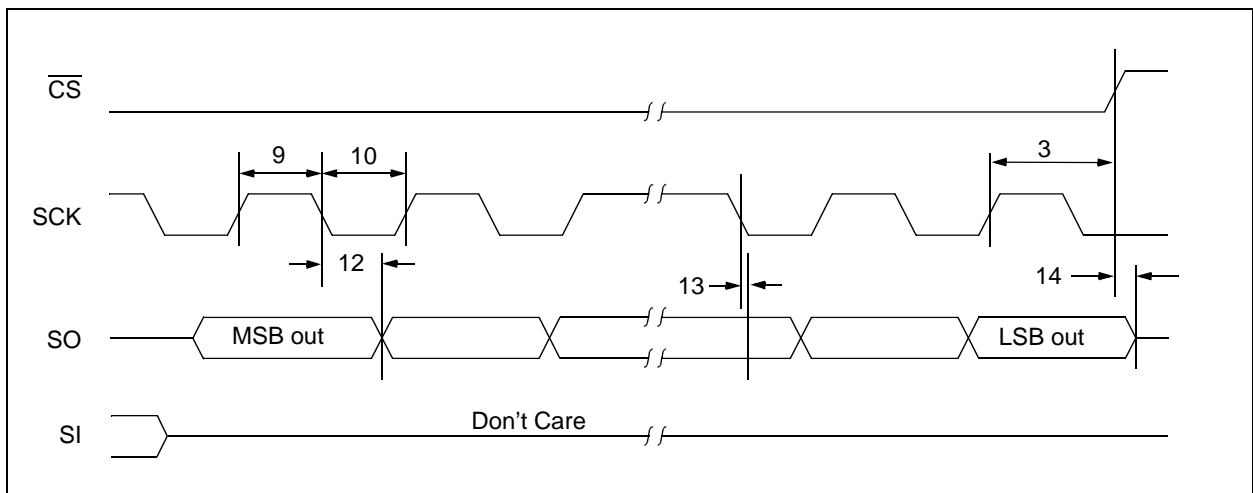 CS
9
10
3
SCK
12
13
14
SO
MSB out
LSB out
Don't Care
SI